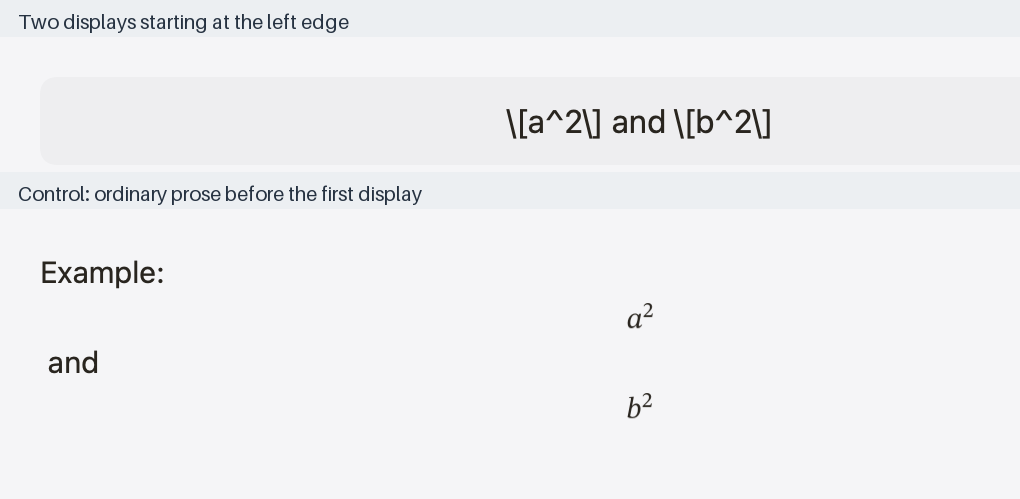 Two displays starting at the left edge
\[a^2\] and \[b^2\]
Control: ordinary prose before the first display
Example:
a²
and
b²